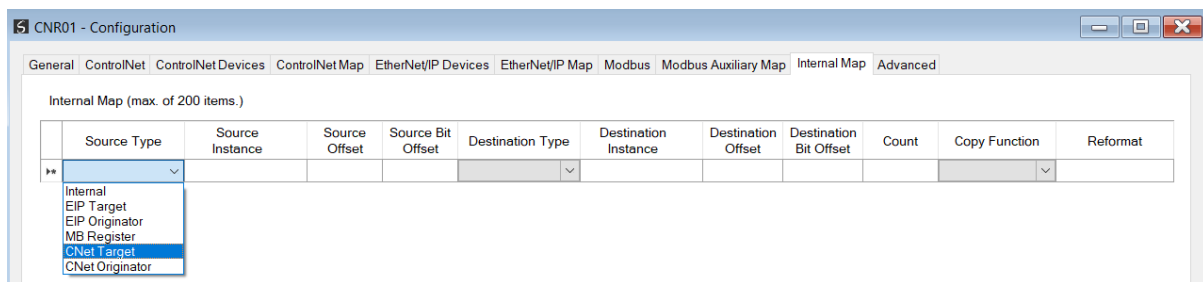 CNR01 - Configuration
General ControlNet ControlNet Devices ControlNet Map EtherNet/IP Devices EtherNet/IP Map Modbus Modbus Auxiliary Map Internal Map Advanced
Internal Map (max. of 200 items.)
Source Type Source Instance Source Offset Source Bit Offset Destination Type Destination Instance Destination Offset Destination Bit Offset Count Copy Function Reformat
Internal
EIP Target
EIP Originator
MB Register
CNet Target
CNet Originator